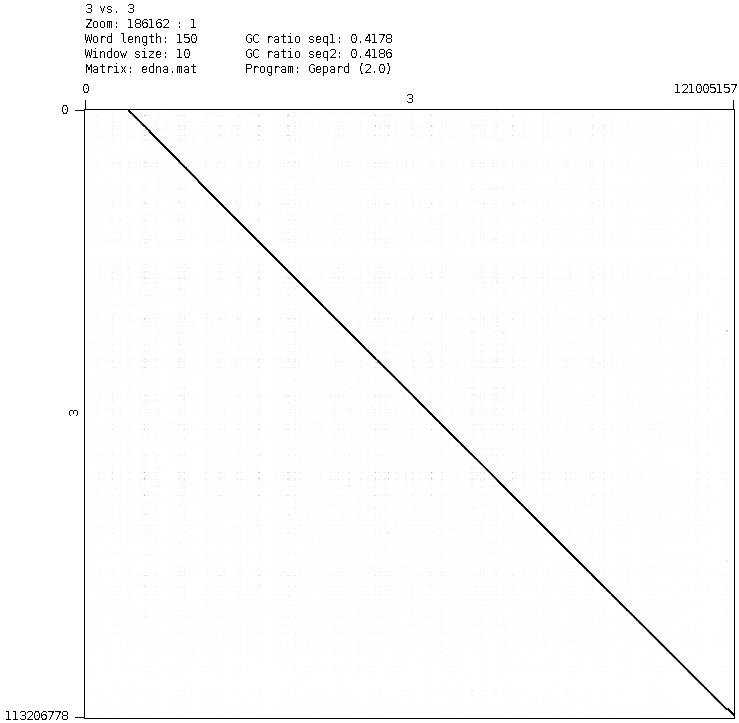 3 vs. 3
Zoom: 186162 : 1
Word length: 150 GC ratio seq1: 0.4178
Window size: 10 GC ratio seq2: 0.4186
Matrix: edna.mat Program: Gepard (2.0)
0 121005157
3
0
3
113206778